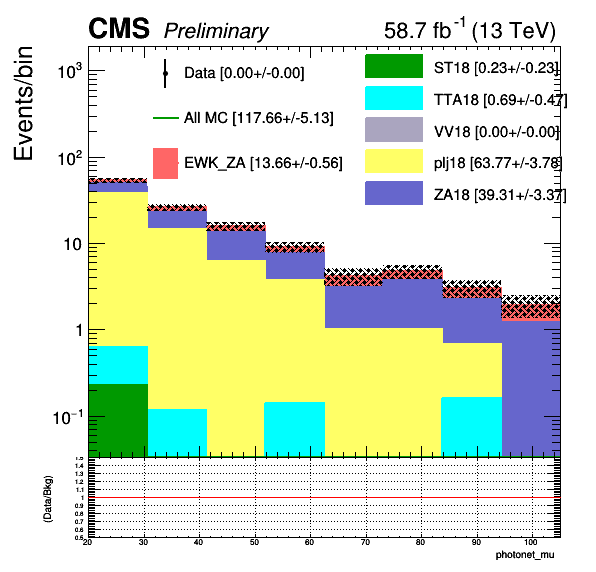 CMS Preliminary 58.7 fb⁻¹ (13 TeV)
Events/bin
10³
10²
10
1
10⁻¹
Data [0.00+/-0.00]
All MC [117.66+/-5.13]
EWK_ZA [13.66+/-0.56]
ST18 [0.23+/-0.23]
TTA18 [0.69+/-0.47]
VV18 [0.00+/-0.00]
plj18 [63.77+/-3.78]
ZA18 [39.31+/-3.37]
(Data/Bkg)
1.5
1.4
1.3
1.2
1.1
1
0.9
0.8
0.7
0.6
0.5
20 30 40 50 60 70 80 90 100
photonet_mu